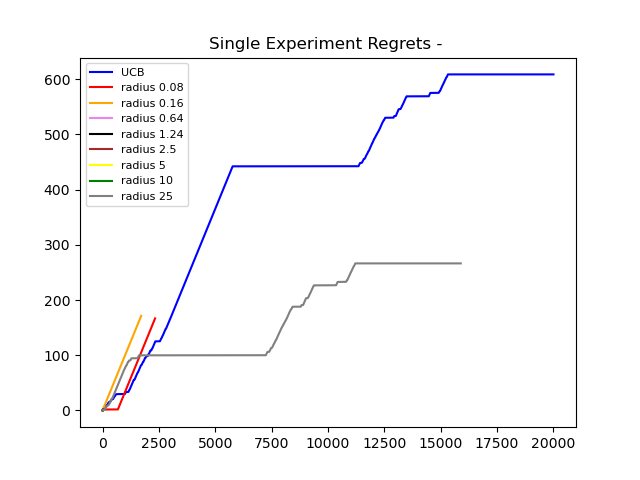 Single Experiment Regrets -
600
500
400
300
200
100
0
UCB
radius 0.08
radius 0.16
radius 0.64
radius 1.24
radius 2.5
radius 5
radius 10
radius 25
0 2500 5000 7500 10000 12500 15000 17500 20000